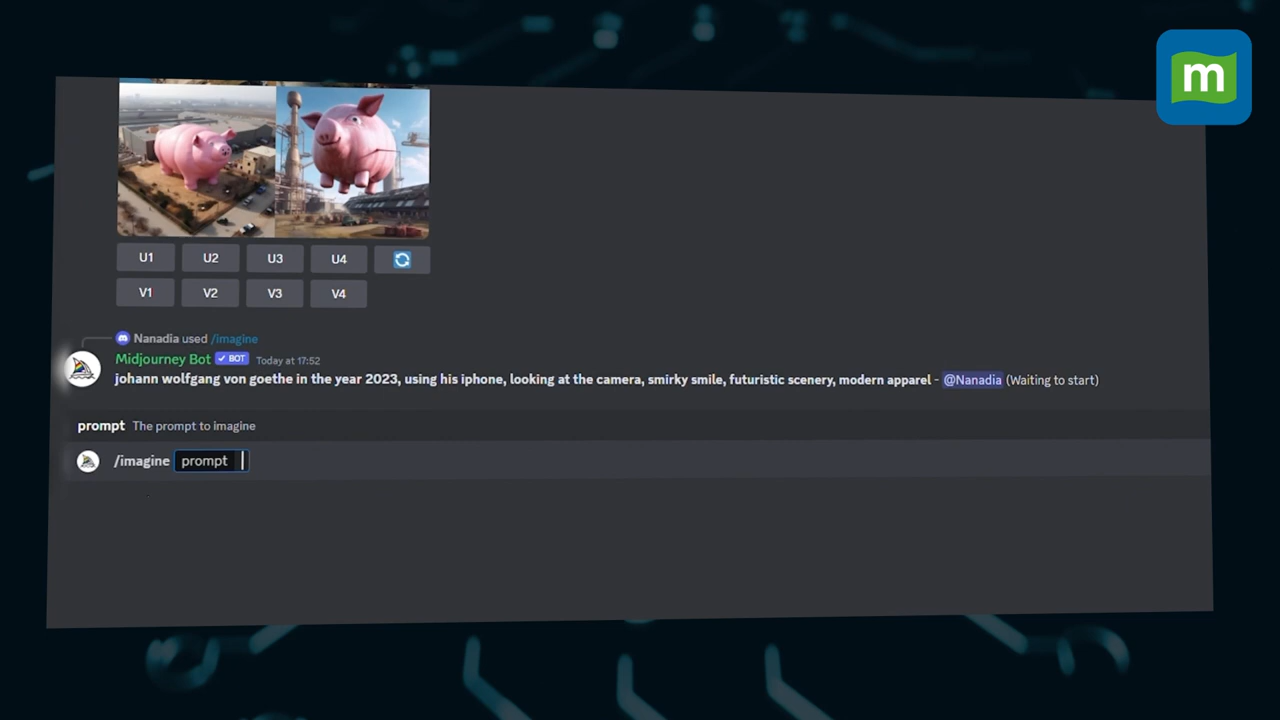 m
U1 U2 U3 U4
V1 V2 V3 V4
Nanadia used /imagine
Midjourney Bot ✓ BOT Today at 17:52
johann wolfgang von goethe in the year 2023, using his iphone, looking at the camera, smirky smile, futuristic scenery, modern apparel - @Nanadia (Waiting to start)
prompt The prompt to imagine
/imagine prompt